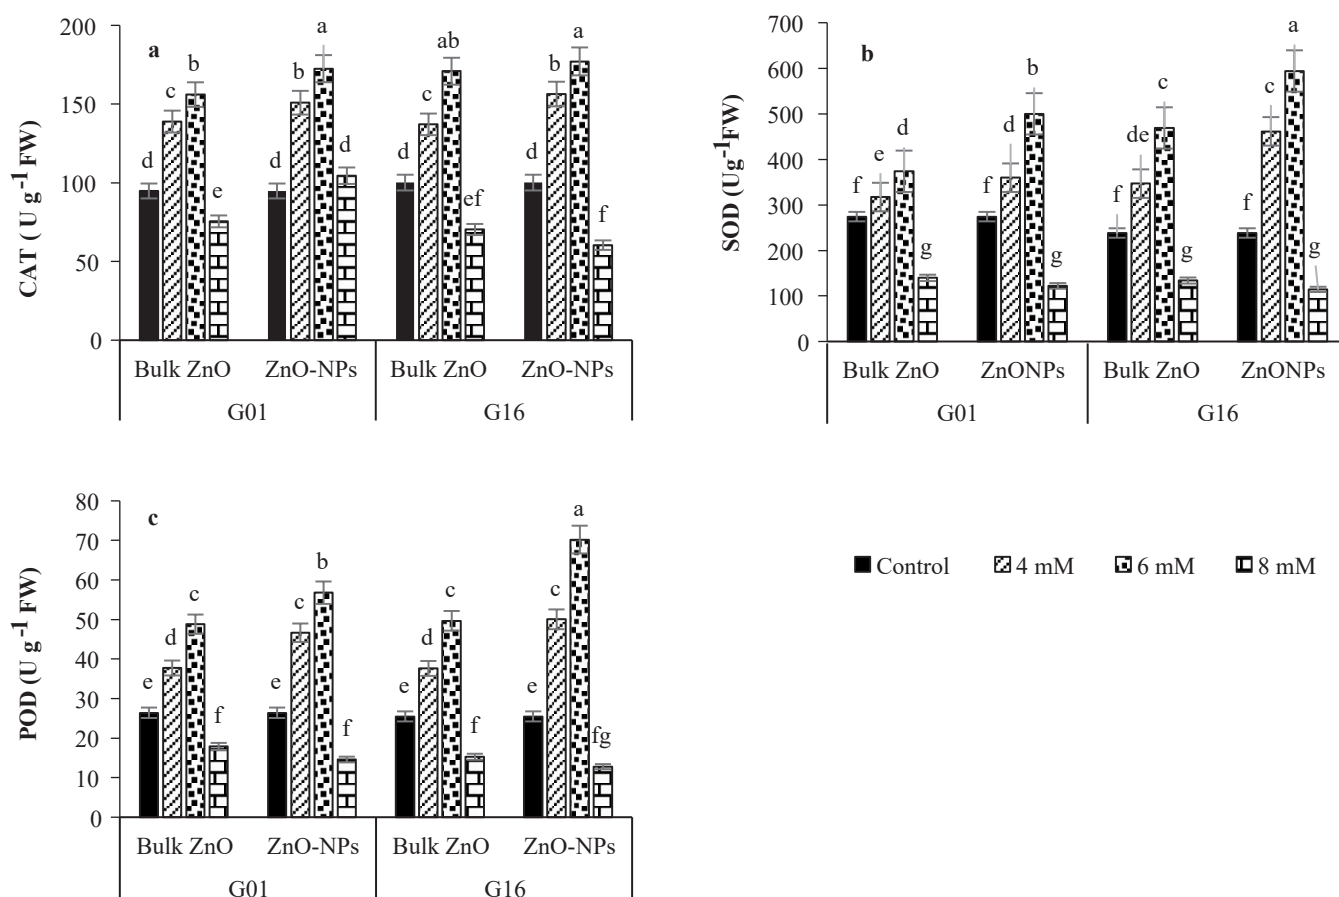 a
CAT ( U g-1 FW)
200
150
100
50
0
d c b e
d b a d
d c ab ef
d b a f
Bulk ZnO ZnO-NPs Bulk ZnO ZnO-NPs
G01 G16
b
SOD (Ug-1FW)
700
600
500
400
300
200
100
0
f e d g
f d b g
f de c g
f c a g
Bulk ZnO ZnONPs Bulk ZnO ZnONPs
G01 G16
c
POD (U g-1 FW)
80
70
60
50
40
30
20
10
0
e d c f
e c b f
e d c f
e c a fg
Bulk ZnO ZnO-NPs Bulk ZnO ZnO-NPs
G01 G16
Control 4 mM 6 mM 8 mM